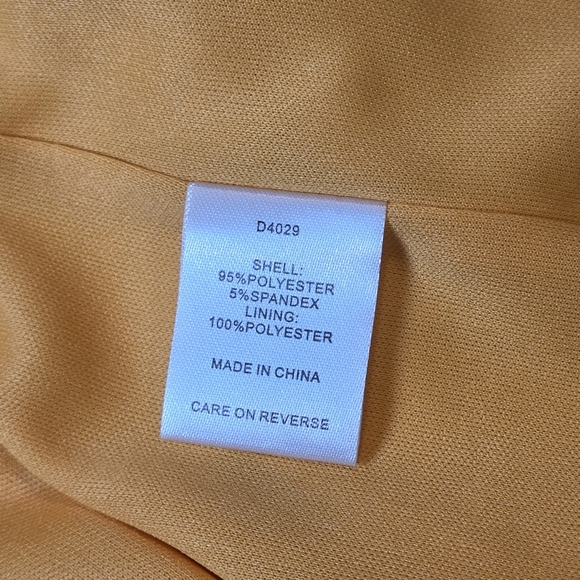 D4029
SHELL:
95%POLYESTER
5%SPANDEX
LINING:
100%POLYESTER
MADE IN CHINA
CARE ON REVERSE